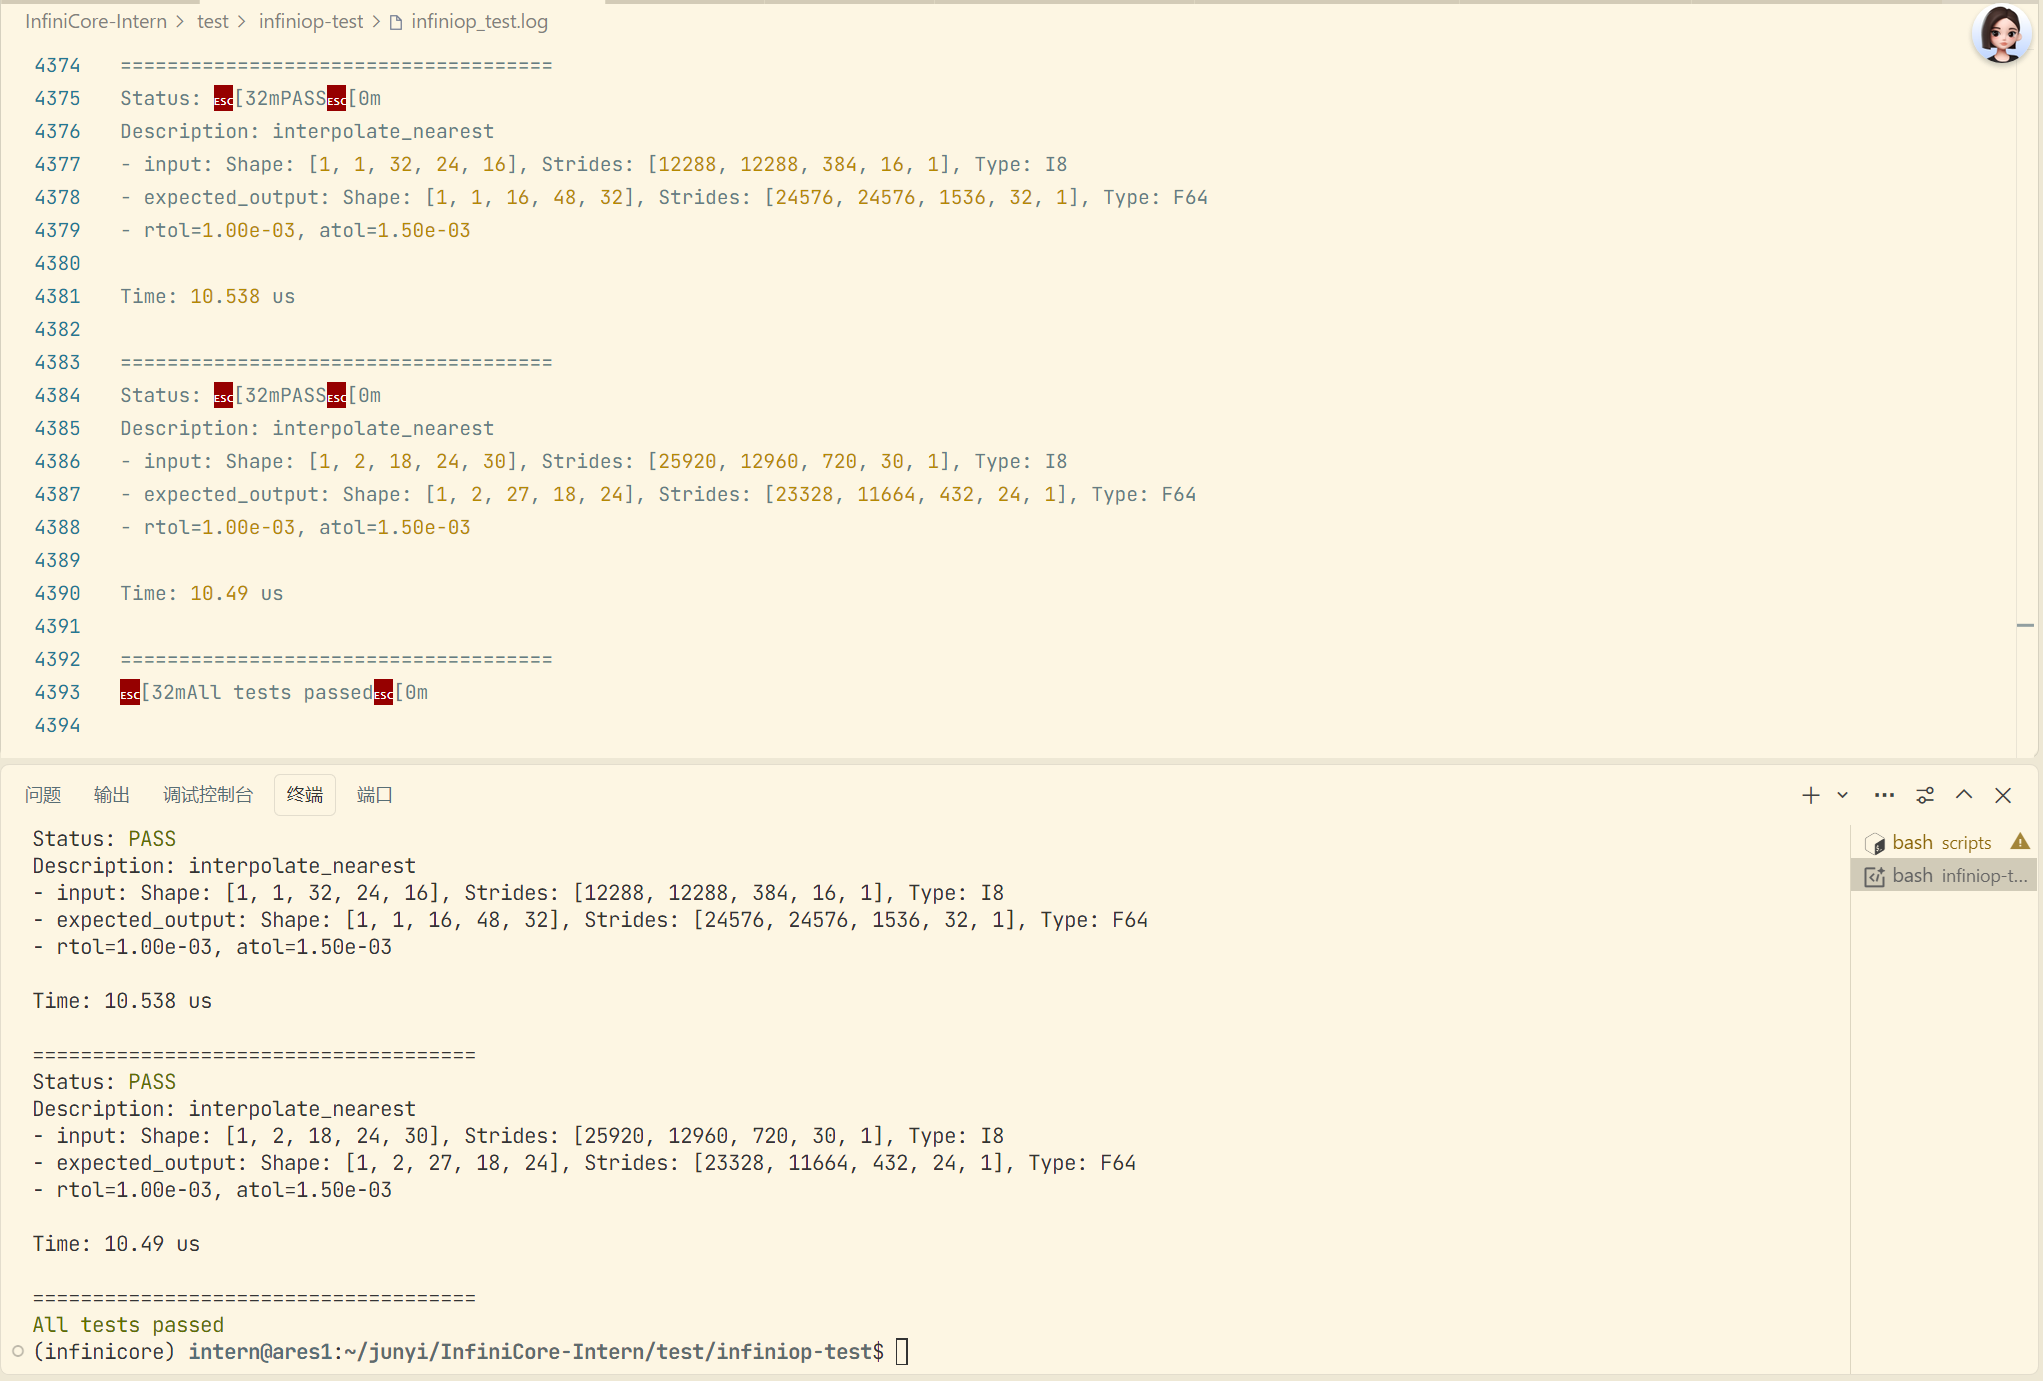 InfiniCore-Intern > test > infiniop-test > infiniop_test.log
4374 =====================================
4375 Status: ESC[32mPASSESC[0m
4376 Description: interpolate_nearest
4377 - input: Shape: [1, 1, 32, 24, 16], Strides: [12288, 12288, 384, 16, 1], Type: I8
4378 - expected_output: Shape: [1, 1, 16, 48, 32], Strides: [24576, 24576, 1536, 32, 1], Type: F64
4379 - rtol=1.00e-03, atol=1.50e-03
4380
4381 Time: 10.538 us
4382
4383 =====================================
4384 Status: ESC[32mPASSESC[0m
4385 Description: interpolate_nearest
4386 - input: Shape: [1, 2, 18, 24, 30], Strides: [25920, 12960, 720, 30, 1], Type: I8
4387 - expected_output: Shape: [1, 2, 27, 18, 24], Strides: [23328, 11664, 432, 24, 1], Type: F64
4388 - rtol=1.00e-03, atol=1.50e-03
4389
4390 Time: 10.49 us
4391
4392 =====================================
4393 ESC[32mAll tests passedESC[0m
4394
问题 输出 调试控制台 终端 端口
Status: PASS
Description: interpolate_nearest
- input: Shape: [1, 1, 32, 24, 16], Strides: [12288, 12288, 384, 16, 1], Type: I8
- expected_output: Shape: [1, 1, 16, 48, 32], Strides: [24576, 24576, 1536, 32, 1], Type: F64
- rtol=1.00e-03, atol=1.50e-03
Time: 10.538 us
=====================================
Status: PASS
Description: interpolate_nearest
- input: Shape: [1, 2, 18, 24, 30], Strides: [25920, 12960, 720, 30, 1], Type: I8
- expected_output: Shape: [1, 2, 27, 18, 24], Strides: [23328, 11664, 432, 24, 1], Type: F64
- rtol=1.00e-03, atol=1.50e-03
Time: 10.49 us
=====================================
All tests passed
(infinicore) intern@ares1:~/junyi/InfiniCore-Intern/test/infiniop-test$
bash scripts
bash infiniop-t...